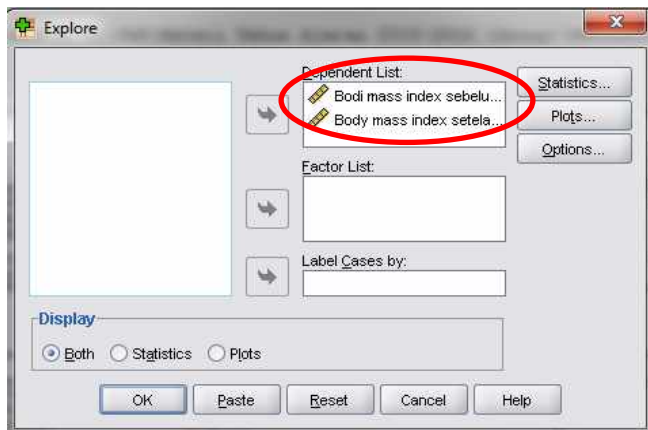 Explore
Dependent List:
Bodi mass index sebelu...
Body mass index setela...
Statistics...
Plots...
Options...
Factor List:
Label Cases by:
Display
Both Statistics Plots
OK Paste Reset Cancel Help